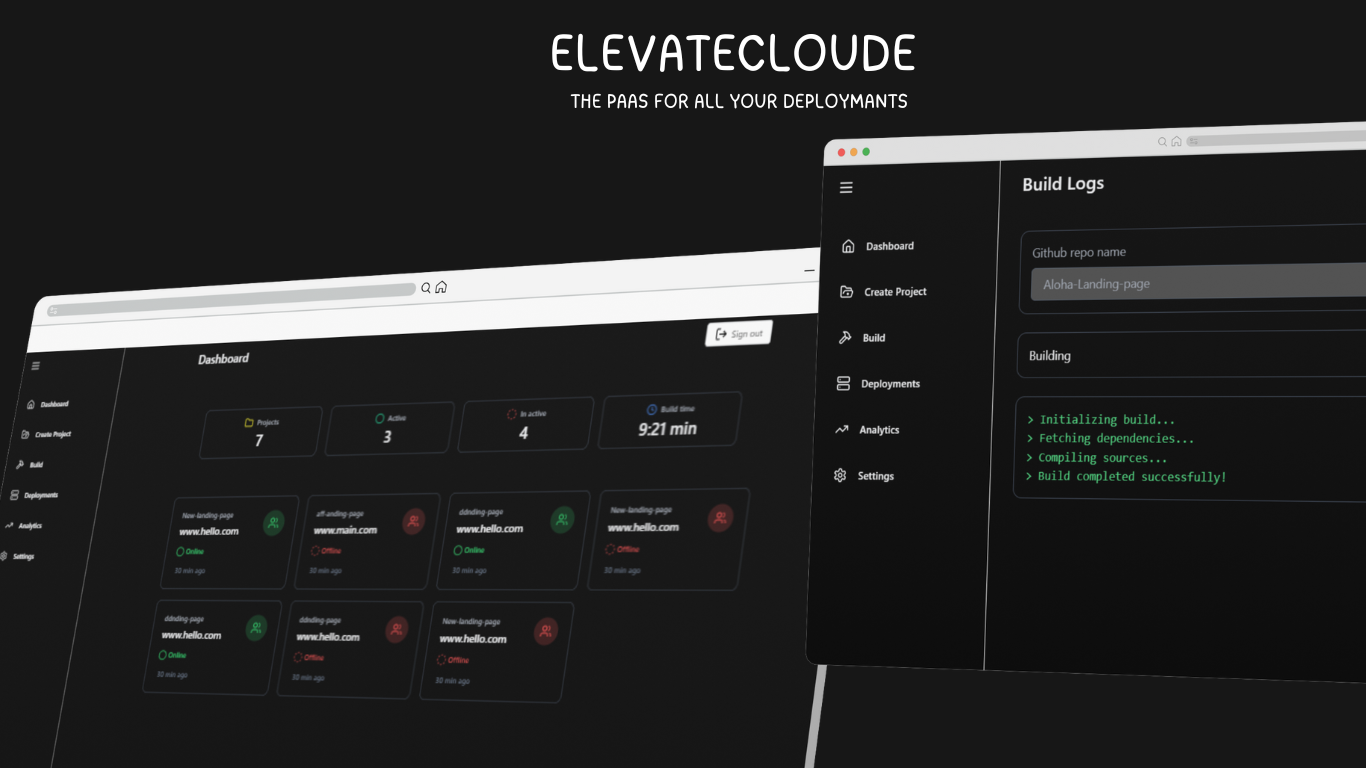 ELEVATECLOUDE
THE PAAS FOR ALL YOUR DEPLOYMANTS
Dashboard
Sign out
Dashboard
Create Project
Build
Deployments
Analytics
Settings
Projects
7
Active
3
In active
4
Build time
9:21 min
New-landing-page
www.hello.com
Online
30 min ago
aff-anding-page
www.main.com
Offline
30 min ago
ddnding-page
www.hello.com
Online
30 min ago
New-landing-page
www.hello.com
Offline
30 min ago
ddnding-page
www.hello.com
Online
30 min ago
ddnding-page
www.hello.com
Offline
30 min ago
New-landing-page
www.hello.com
Offline
30 min ago
Dashboard
Create Project
Build
Deployments
Analytics
Settings
Build Logs
Github repo name
Aloha-Landing-page
Building
> Initializing build...
> Fetching dependencies...
> Compiling sources...
> Build completed successfully!